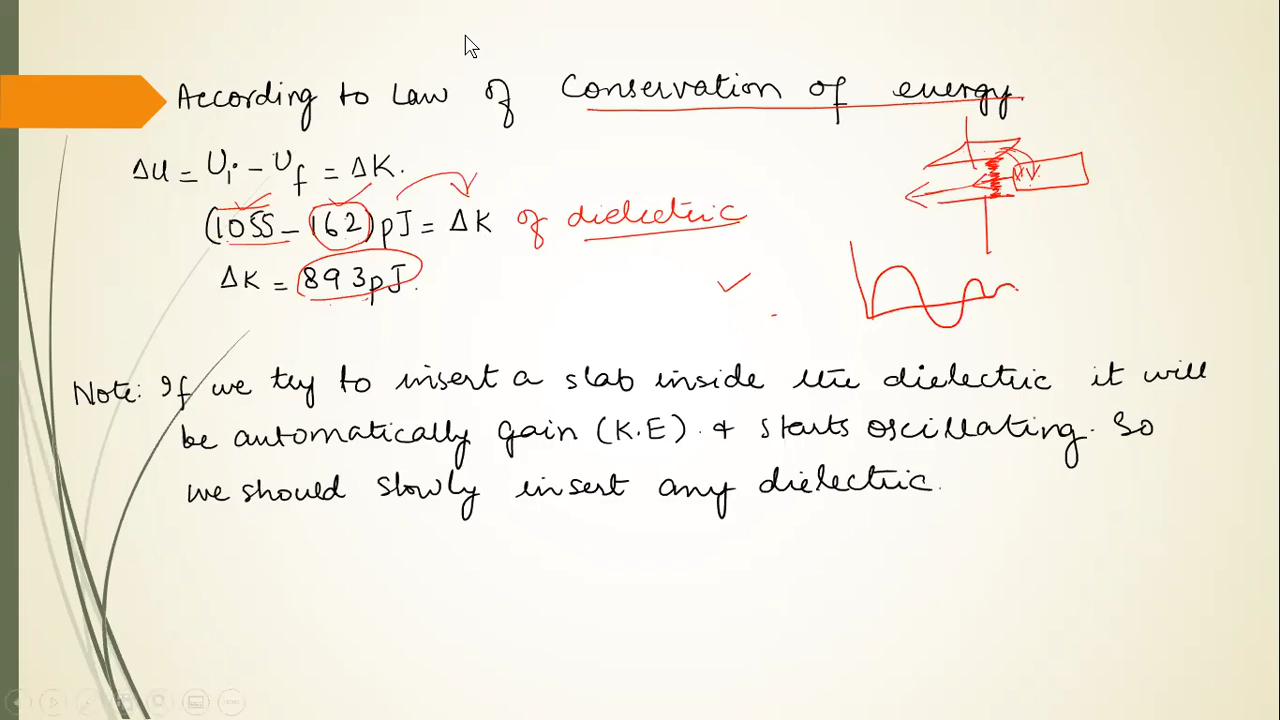 According to Law of Conservation of energy
ΔU = Ui - Uf = ΔK.
(1055 - 162) pJ = ΔK of dielectric
ΔK = 893 pJ.
Note: If we try to insert a slab inside the dielectric it will
be automatically gain (K.E) . & starts oscillating. So
we should slowly insert any dielectric.